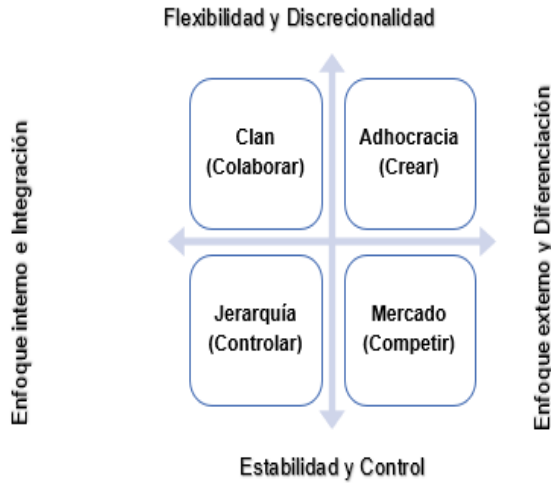 Flexibilidad y Discrecionalidad
Enfoque interno e Integración
Clan
(Colaborar)
Adhocracia
(Crear)
Jerarquía
(Controlar)
Mercado
(Competir)
Enfoque externo y Diferenciación
Estabilidad y Control